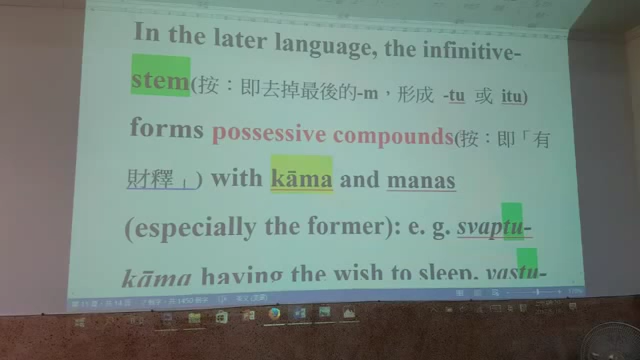 In the later language, the infinitive-
stem(按：即去掉最後的-m，形成 -tu 或 itu)
forms possessive compounds(按：即「有
財釋」) with kāma and manas
(especially the former): e. g. svaptu-
kāma having the wish to sleep, yaṣṭu-